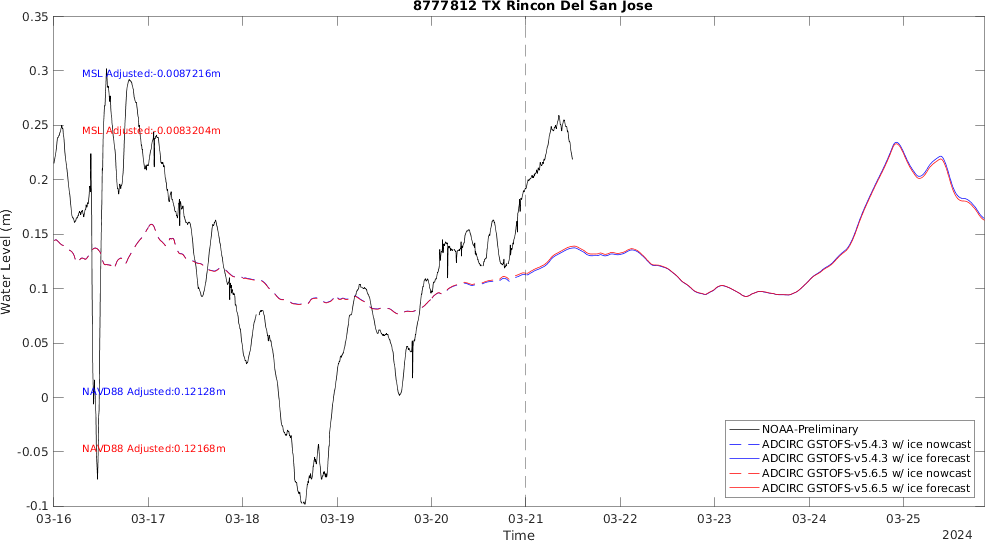 8777812 TX Rincon Del San Jose
0.35
0.3
0.25
0.2
0.15
0.1
0.05
0
-0.05
-0.1
Water Level (m)
MSL Adjusted:-0.0087216m
MSL Adjusted:-0.0083204m
NAVD88 Adjusted:0.12128m
NAVD88 Adjusted:0.12168m
NOAA-Preliminary
ADCIRC GSTOFS-v5.4.3 w/ ice nowcast
ADCIRC GSTOFS-v5.4.3 w/ ice forecast
ADCIRC GSTOFS-v5.6.5 w/ ice nowcast
ADCIRC GSTOFS-v5.6.5 w/ ice forecast
03-16 03-17 03-18 03-19 03-20 03-21 03-22 03-23 03-24 03-25
Time
2024